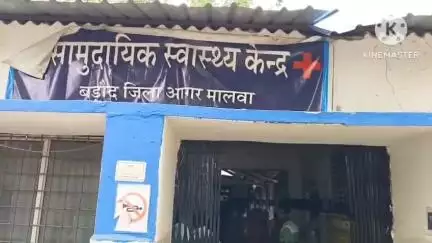 सामुदायिक स्वास्थ्य केन्द्र
बड़ौद जिला आगर मालवा
KINEMASTER